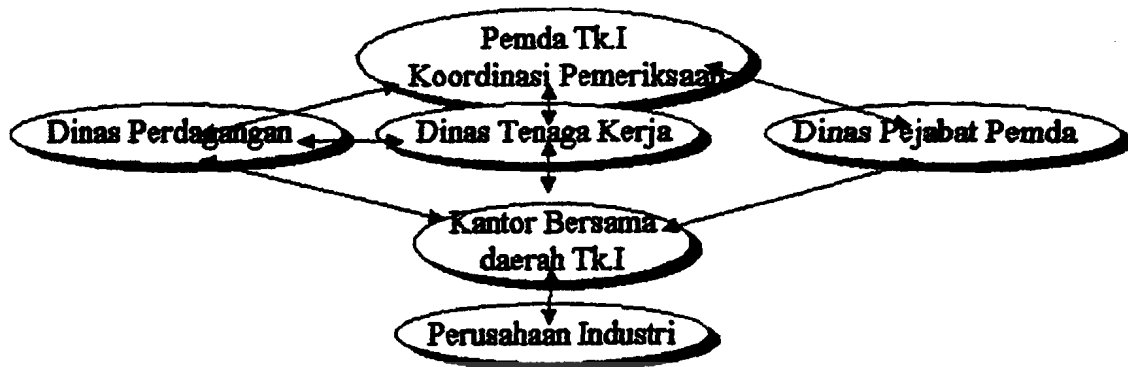 Pemda Tk.I
Koordinasi Pemeriksaan
Dinas Perdagangan
Dinas Tenaga Kerja
Dinas Pejabat Pemda
Kantor Bersama
daerah Tk.I
Perusahaan Industri